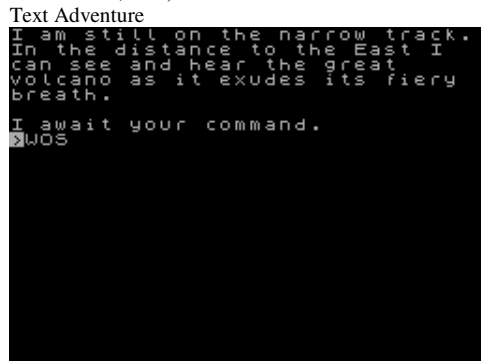 Text Adventure
I am still on the narrow track.
In the distance to the East I
can see and hear the great
volcano as it exudes its fiery
breath.
I await your command.
>WOS